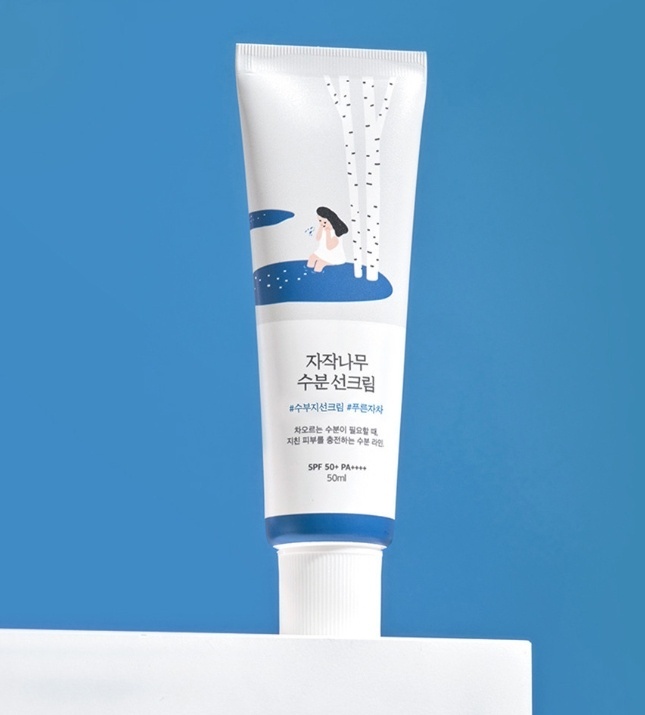 자작나무
수분 선크림
#수부지선크림 #푸른자차
차오르는 수분이 필요할 때,
지친 피부를 충전하는 수분 라인.
SPF 50+ PA++++
50ml